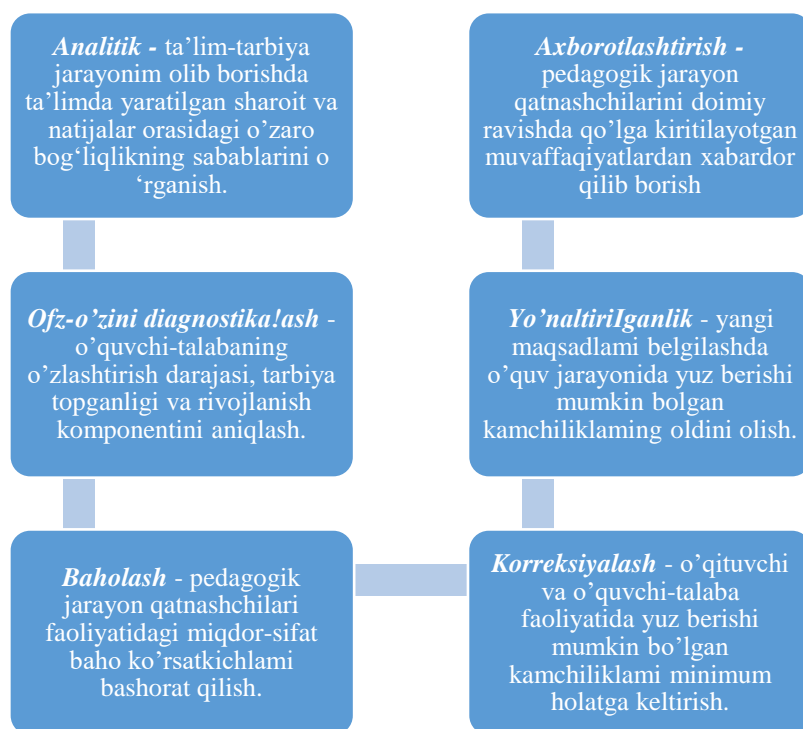 Analitik - ta’lim-tarbiya
jarayonim olib borishda
ta’limda yaratilgan sharoit va
natijalar orasidagi o’zaro
bog‘liqlikning sabablarini o
‘rganish.
Ofz-o’zini diagnostika!ash -
o’quvchi-talabaning
o’zlashtirish darajasi, tarbiya
topganligi va rivojlanish
komponentini aniqlash.
Baholash - pedagogik
jarayon qatnashchilari
faoliyatidagi miqdor-sifat
baho ko’rsatkichlami
bashorat qilish.
Korreksiyalash - o’qituvchi
va o’quvchi-talaba
faoliyatida yuz berishi
mumkin bo’lgan
kamchiliklami minimum
holatga keltirish.
Yo’naltiriIganlik - yangi
maqsadlami belgilashda
o’quv jarayonida yuz berishi
mumkin bolgan
kamchiliklaming oldini olish.
Axborotlashtirish -
pedagogik jarayon
qatnashchilarini doimiy
ravishda qo’lga kiritilayotgan
muvaffaqiyatlardan xabardor
qilib borish